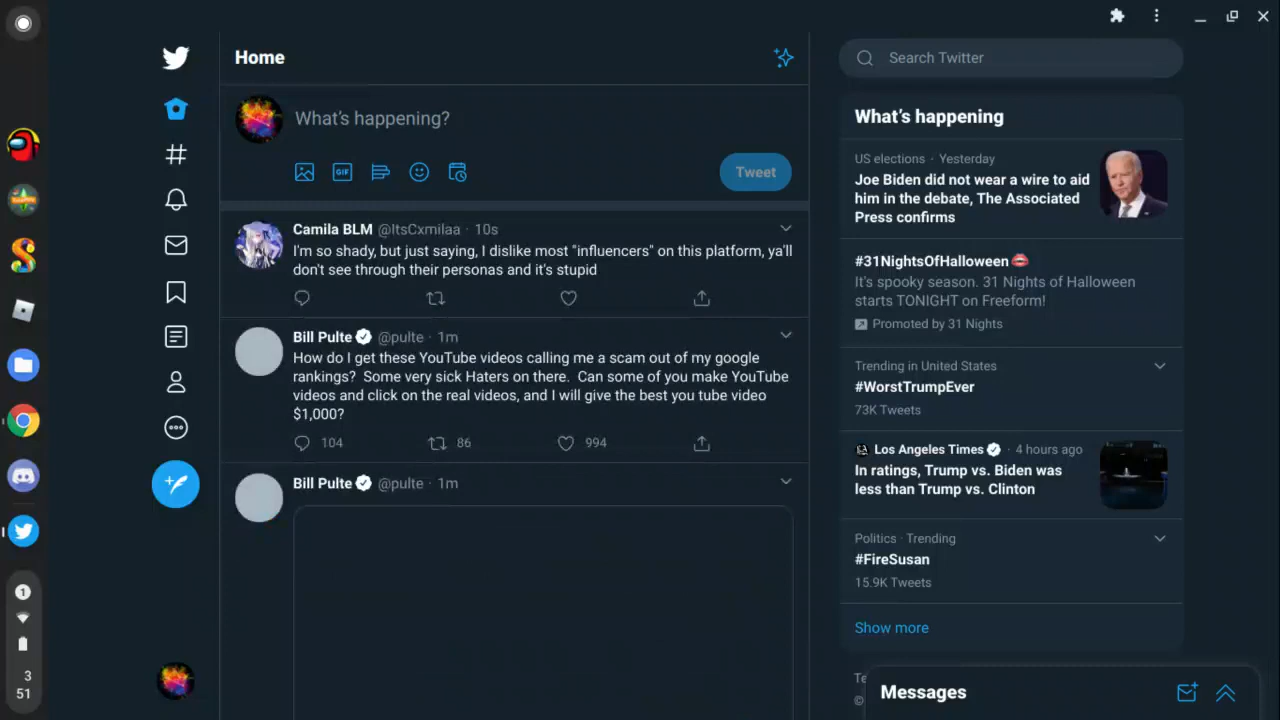 Home
What's happening?
GIF
Tweet
Camila BLM @ItsCxmilaa · 10s
I'm so shady, but just saying, I dislike most "influencers" on this platform, ya'll
don't see through their personas and it's stupid
Bill Pulte @pulte · 1m
How do I get these YouTube videos calling me a scam out of my google
rankings?  Some very sick Haters on there.  Can some of you make YouTube
videos and click on the real videos, and I will give the best you tube video
$1,000?
104 86 994
Bill Pulte @pulte · 1m
Search Twitter
What's happening
US elections · Yesterday
Joe Biden did not wear a wire to aid
him in the debate, The Associated
Press confirms
#31NightsOfHalloween
It's spooky season. 31 Nights of Halloween
starts TONIGHT on Freeform!
Promoted by 31 Nights
Trending in United States
#WorstTrumpEver
73K Tweets
Los Angeles Times · 4 hours ago
In ratings, Trump vs. Biden was
less than Trump vs. Clinton
Politics · Trending
#FireSusan
15.9K Tweets
Show more
Te
©
Messages
1
3
51